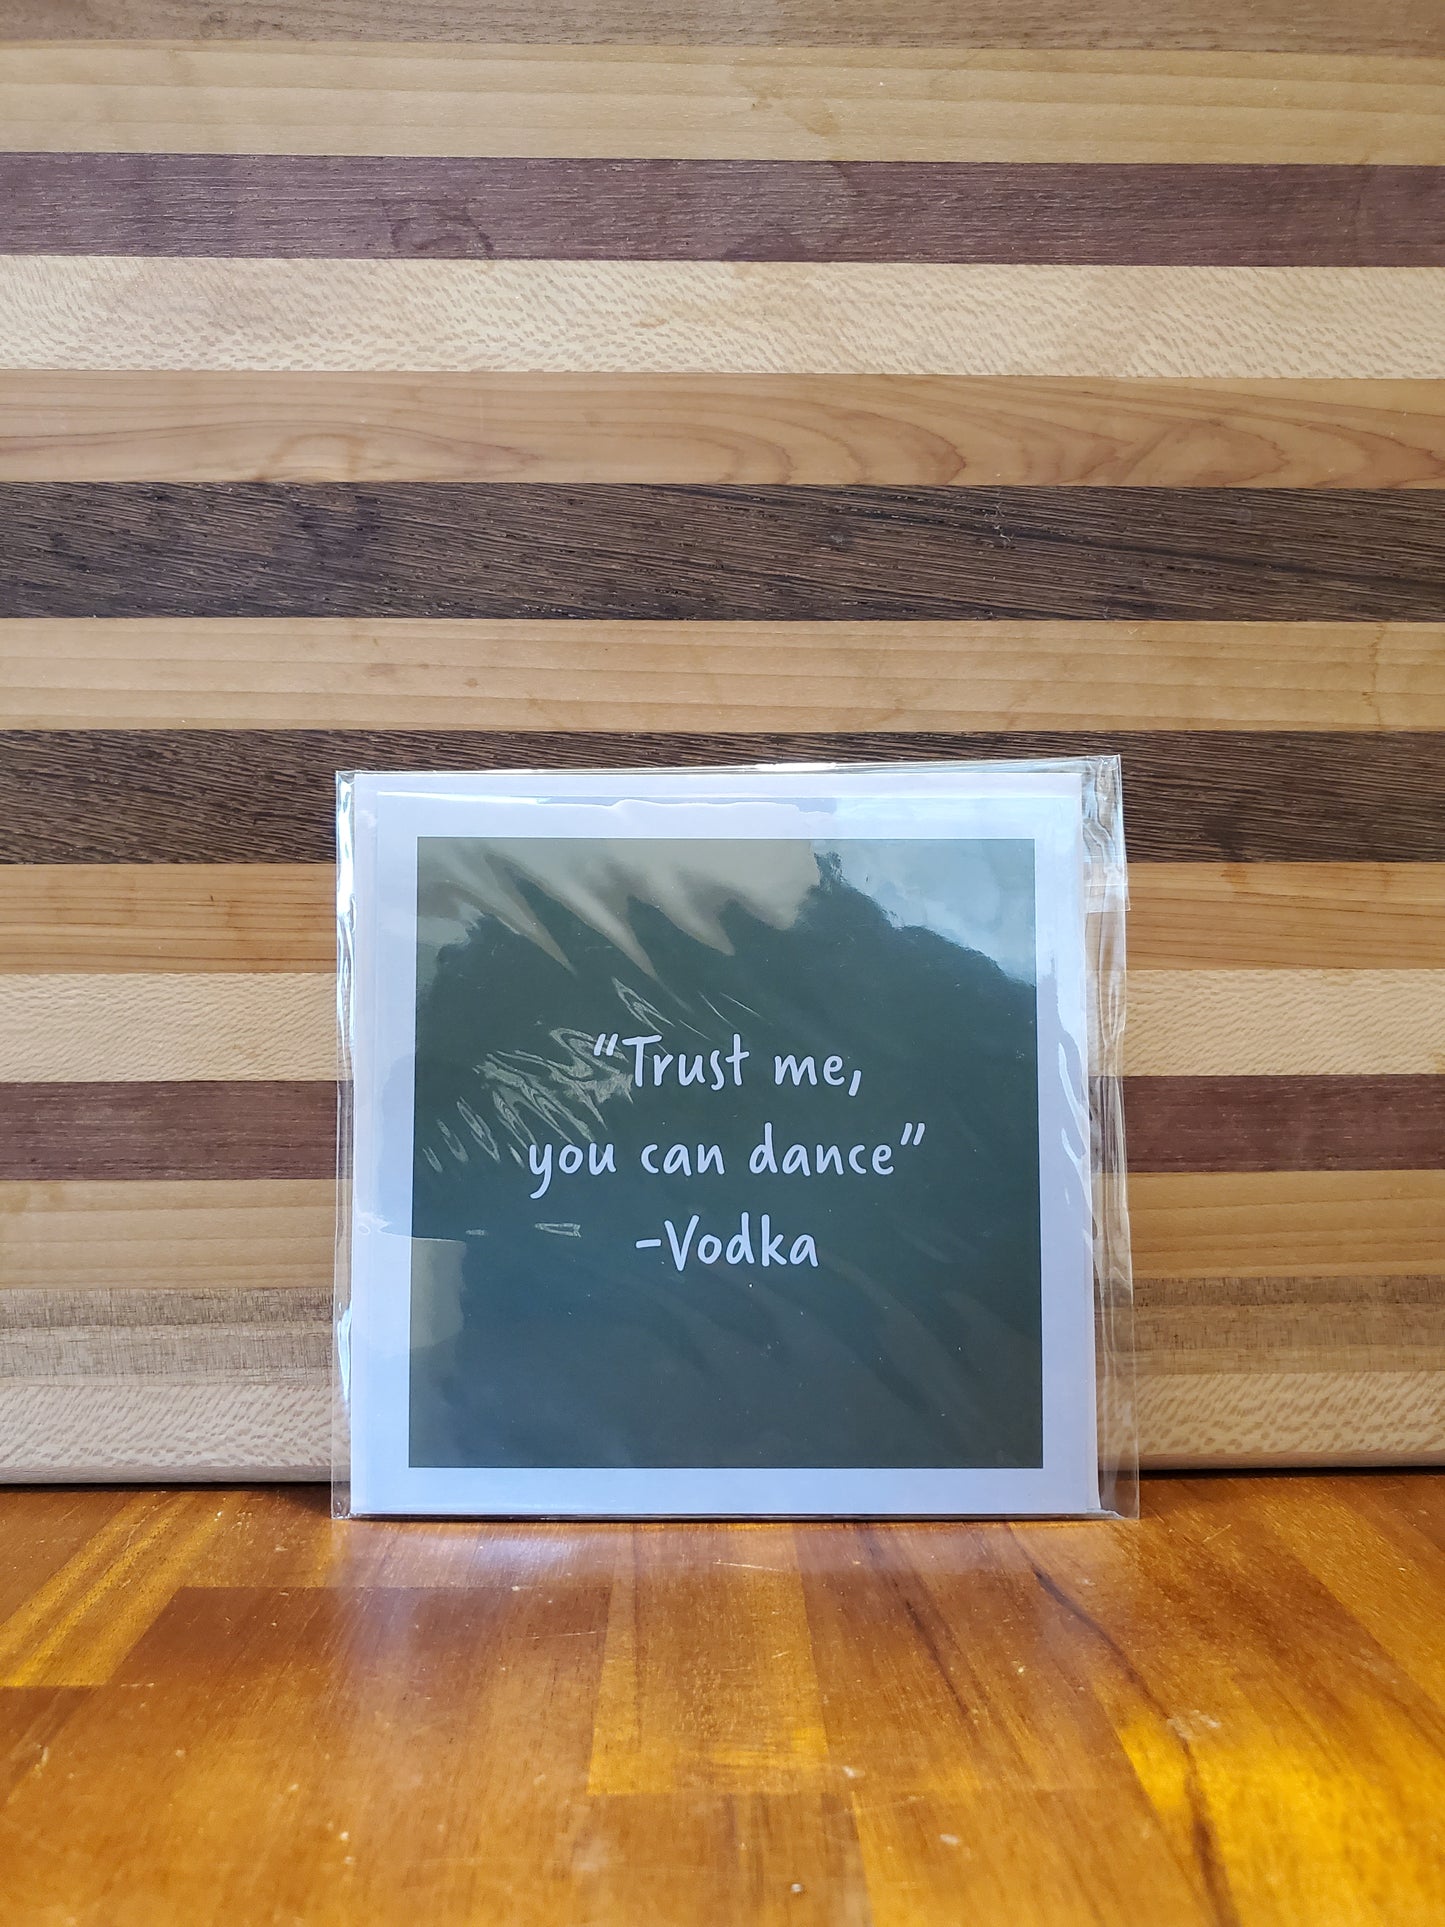 “Trust me,
you can dance”
-Vodka